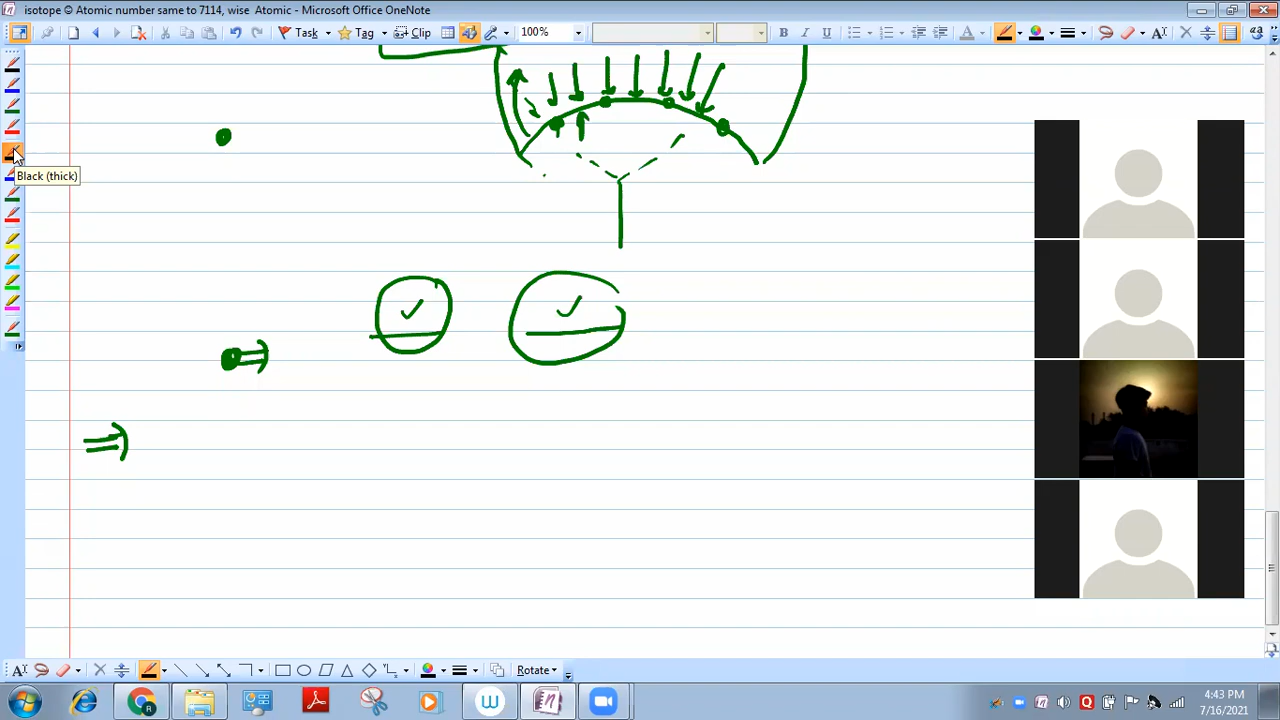 isotope © Atomic number same to 7114, wise  Atomic - Microsoft Office OneNote
Task Tag Clip 100% B I U A
Black (thick)
Rotate
4:43 PM
7/16/2021